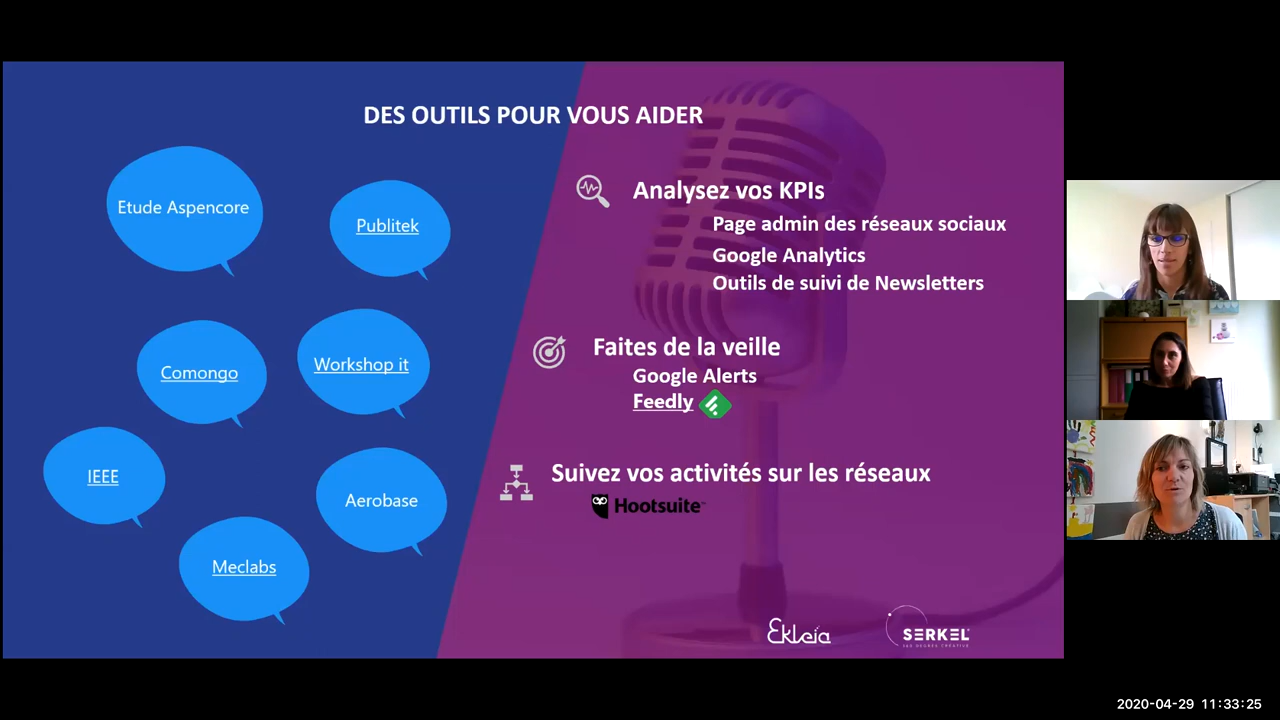 DES OUTILS POUR VOUS AIDER
Etude Aspencore
Publitek
Comongo
Workshop it
IEEE
Aerobase
Meclabs
Analysez vos KPIs
Page admin des réseaux sociaux
Google Analytics
Outils de suivi de Newsletters
Faites de la veille
Google Alerts
Feedly
Suivez vos activités sur les réseaux
Hootsuite™
Ekleia
SERKEL
2020-04-29 11:33:25